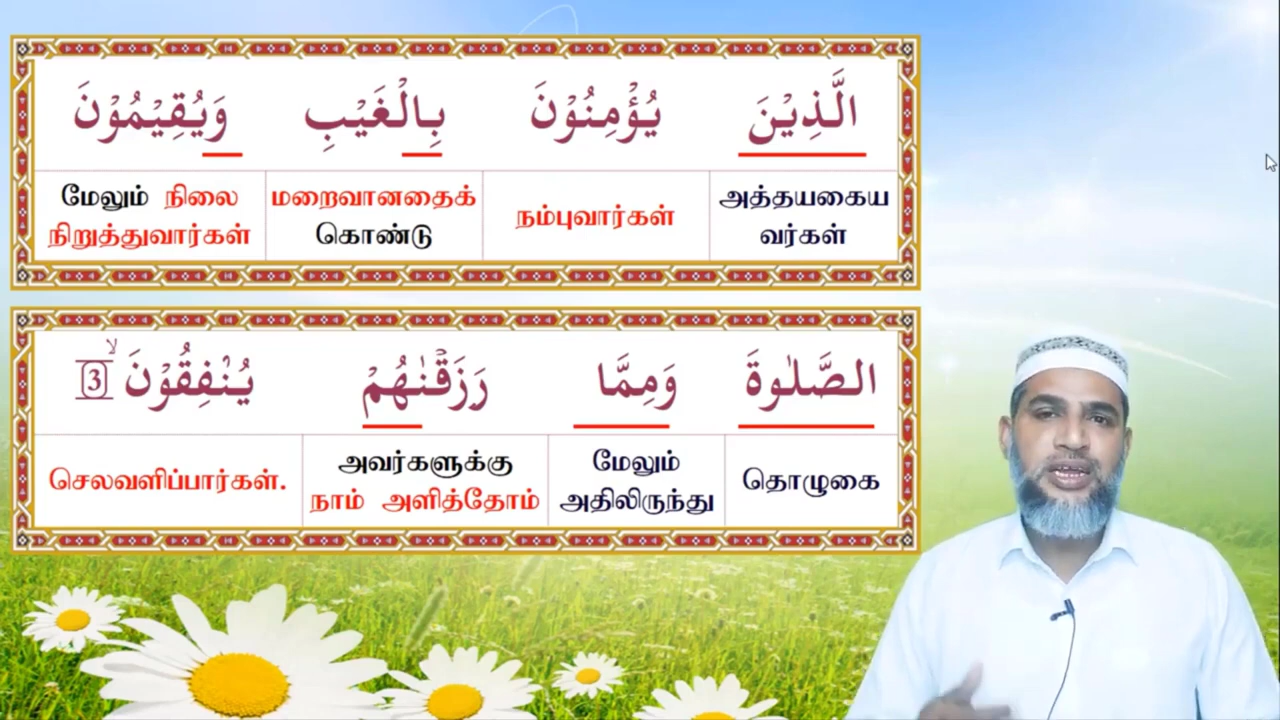 الَّذِيْنَ يُؤْمِنُوْنَ بِالْغَيْبِ وَيُقِيْمُوْنَ
அத்தயகைய
வர்கள்
நம்புவார்கள்
மறைவானதைக்
கொண்டு
மேலும் நிலை
நிறுத்துவார்கள்
الصَّلٰوةَ وَمِمَّا رَزَقْنٰهُمْ يُنْفِقُوْنَ ۙ 3
தொழுகை
மேலும்
அதிலிருந்து
அவர்களுக்கு
நாம் அளித்தோம்
செலவளிப்பார்கள்.